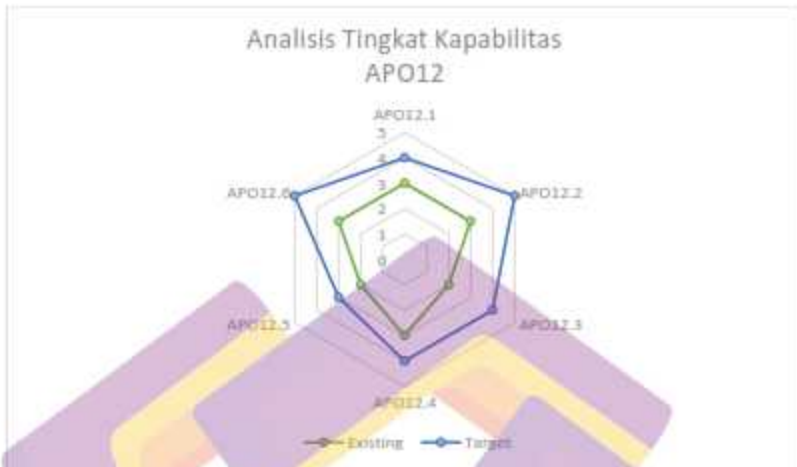 Analisis Tingkat Kapabilitas
APO12
APO12.1
5
4
3
2
1
0
APO12.6
APO12.2
APO12.5
APO12.3
APO12.4
Existing
Target